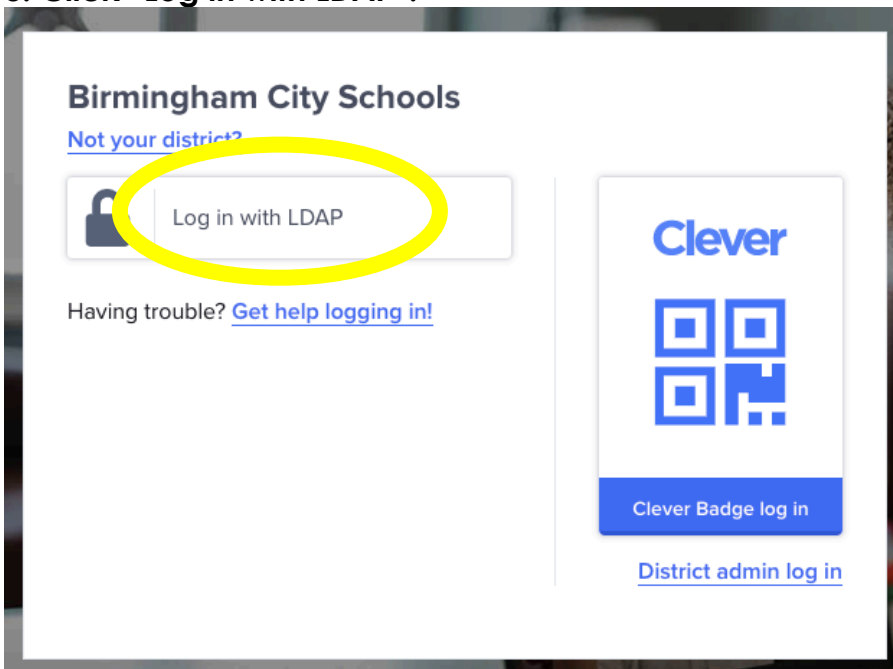 Birmingham City Schools
Not your district?
Log in with LDAP
Having trouble? Get help logging in!
Clever
Clever Badge log in
District admin log in